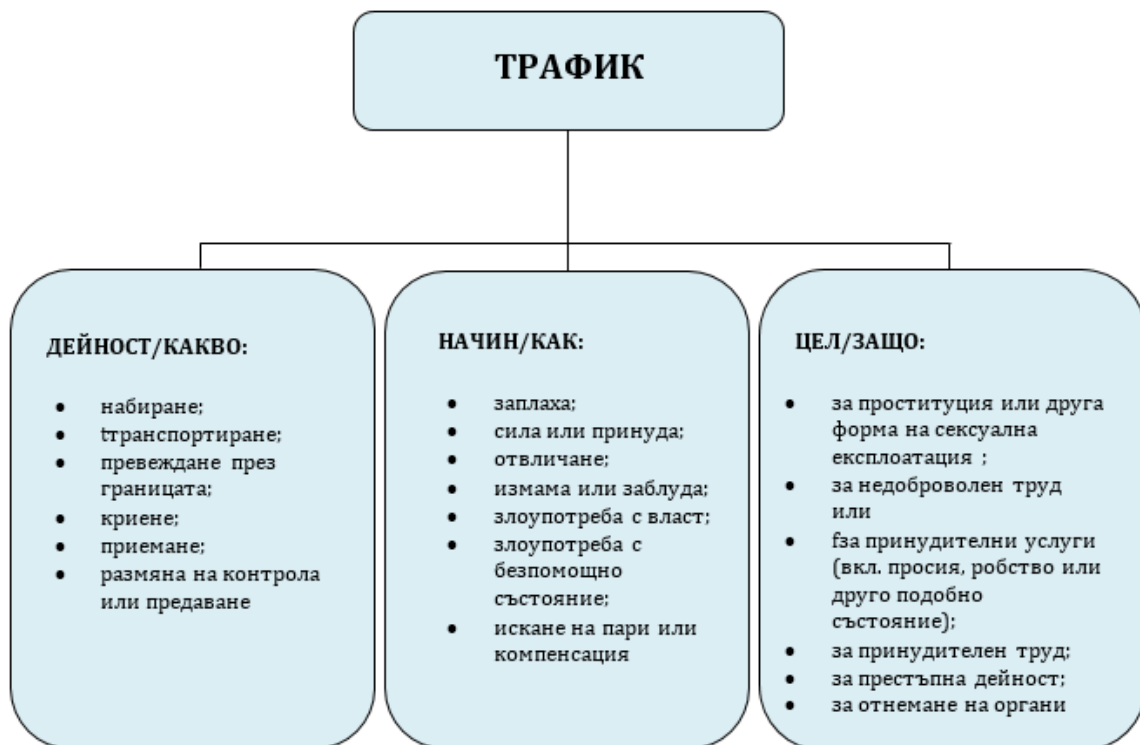 ТРАФИК
ДЕЙНОСТ/КАКВО:
• набиране;
• tтранспортиране;
• превеждане през
границата;
• криене;
• приемане;
• размяна на контрола
или предаване
НАЧИН/КАК:
• заплаха;
• сила или принуда;
• отвличане;
• измама или заблуда;
• злоупотреба с власт;
• злоупотреба с
безпомощно
състояние;
• искане на пари или
компенсация
ЦЕЛ/ЗАЩО:
• за проституция или друга
форма на сексуална
експлоатация ;
• за недоброволен труд
или
• fза принудителни услуги
(вкл. просия, робство или
друго подобно
състояние);
• за принудителен труд;
• за престъпна дейност;
• за отнемане на органи